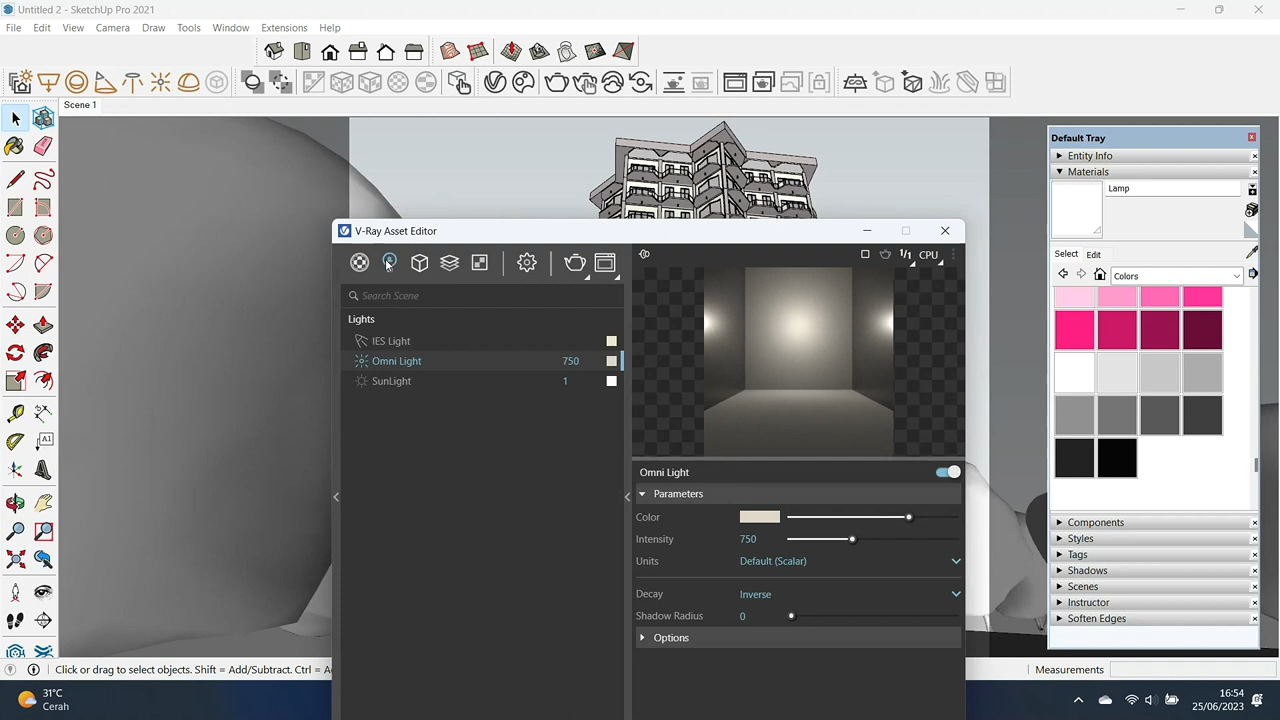 Untitled 2 - SketchUp Pro 2021
File Edit View Camera Draw Tools Window Extensions Help
Scene 1
Default Tray
Entity Info
Materials
Lamp
Select Edit
Colors
Components
Styles
Tags
Shadows
Scenes
Instructor
Soften Edges
V-Ray Asset Editor
1/1 CPU
Search Scene
Lights
IES Light
Omni Light 750
SunLight 1
Omni Light
Parameters
Color
Intensity 750
Units Default (Scalar)
Decay Inverse
Shadow Radius 0
Options
Click or drag to select objects. Shift = Add/Subtract. Ctrl =
Measurements
31°C
Cerah
16:54
25/06/2023